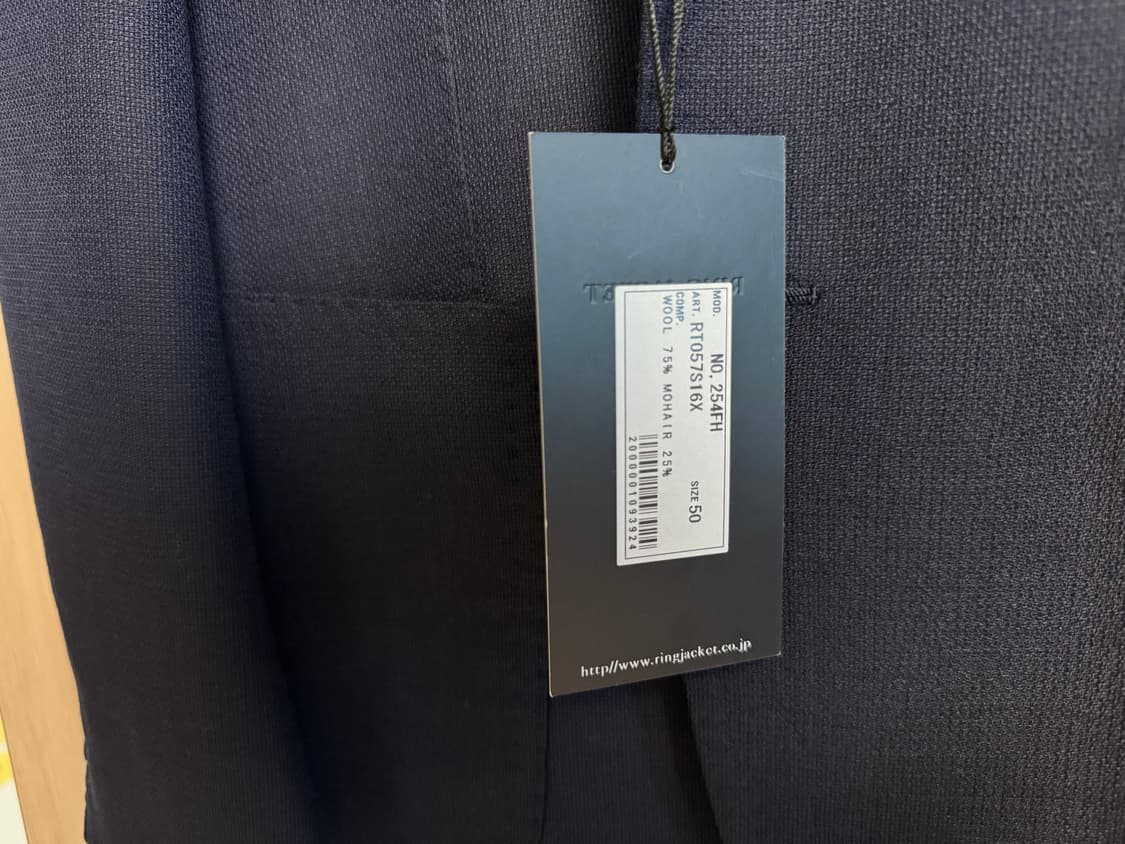 MOD. NO. 254FH
ART. RT057S16X SIZE 50
COMP.
WOOL 75% MOHAIR 25%
2000001093924
http//www.ringjacket.co.jp